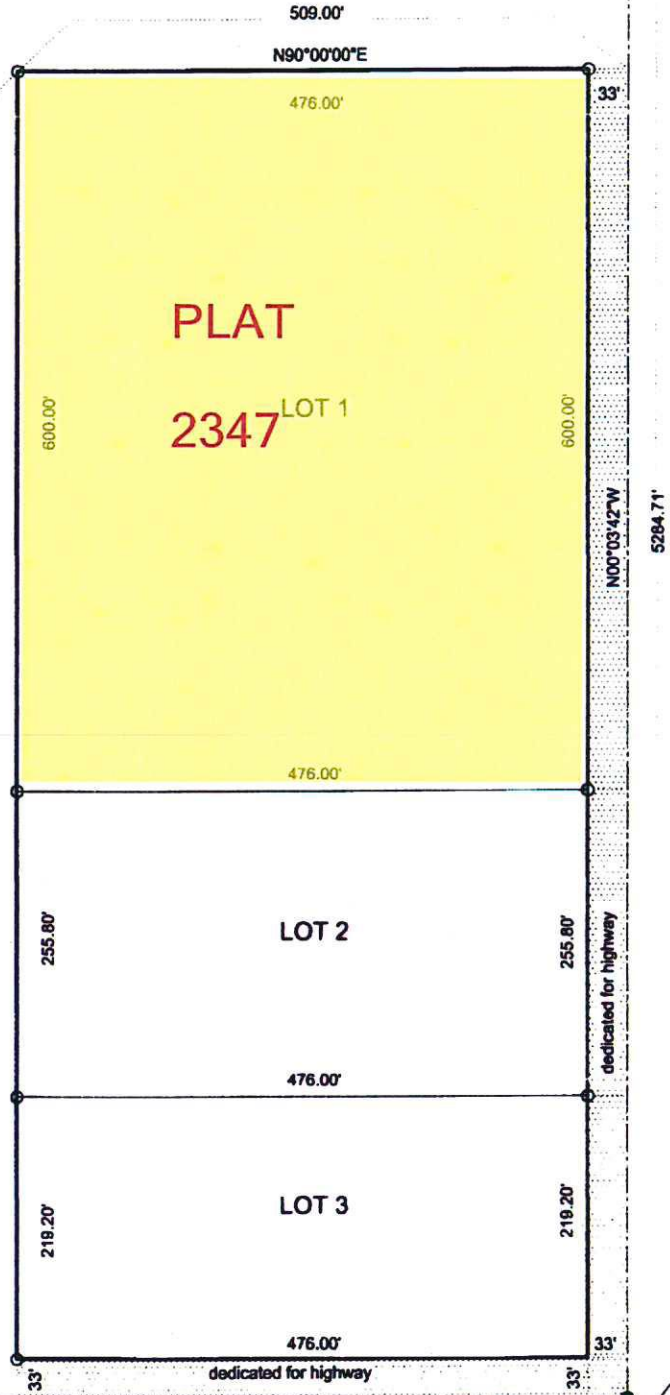 509.00'
N90°00'00"E
476.00'
33'
PLAT
2347
LOT 1
600.00'
600.00'
N00°03'42"W
5284.71'
476.00'
255.80'
LOT 2
255.80'
dedicated for highway
476.00'
219.20'
LOT 3
219.20'
476.00'
33'
dedicated for highway
33'
33'